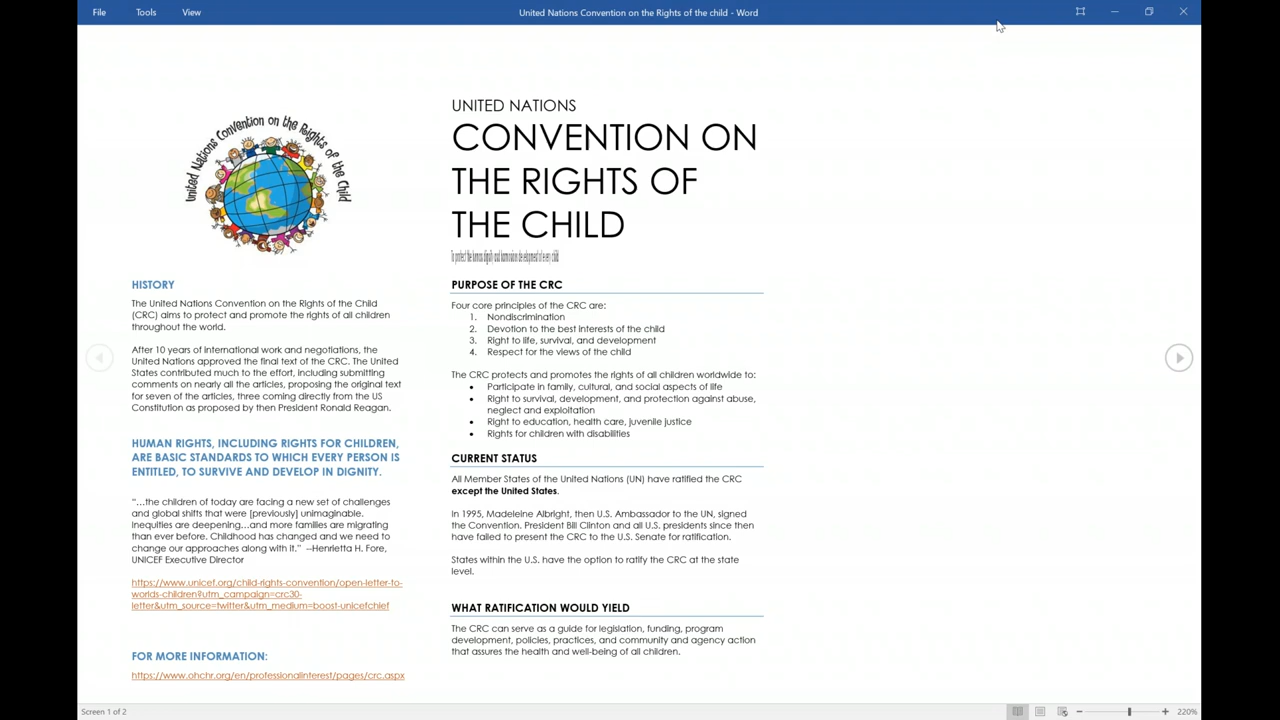 File Tools View United Nations Convention on the Rights of the child - Word
United Nations Convention on the Rights of the Child
HISTORY
The United Nations Convention on the Rights of the Child
(CRC) aims to protect and promote the rights of all children
throughout the world.
After 10 years of international work and negotiations, the
United Nations approved the final text of the CRC. The United
States contributed much to the effort, including submitting
comments on nearly all the articles, proposing the original text
for seven of the articles, three coming directly from the US
Constitution as proposed by then President Ronald Reagan.
HUMAN RIGHTS, INCLUDING RIGHTS FOR CHILDREN,
ARE BASIC STANDARDS TO WHICH EVERY PERSON IS
ENTITLED, TO SURVIVE AND DEVELOP IN DIGNITY.
"…the children of today are facing a new set of challenges
and global shifts that were [previously] unimaginable.
Inequities are deepening…and more families are migrating
than ever before. Childhood has changed and we need to
change our approaches along with it." --Henrietta H. Fore,
UNICEF Executive Director
https://www.unicef.org/child-rights-convention/open-letter-to-
worlds-children?utm_campaign=crc30-
letter&utm_source=twitter&utm_medium=boost-unicefchief
FOR MORE INFORMATION:
https://www.ohchr.org/en/professionalinterest/pages/crc.aspx
UNITED NATIONS
CONVENTION ON
THE RIGHTS OF
THE CHILD
To protect the human dignity and harmonious development of every child
PURPOSE OF THE CRC
Four core principles of the CRC are:
1. Nondiscrimination
2. Devotion to the best interests of the child
3. Right to life, survival, and development
4. Respect for the views of the child
The CRC protects and promotes the rights of all children worldwide to:
• Participate in family, cultural, and social aspects of life
• Right to survival, development, and protection against abuse,
neglect and exploitation
• Right to education, health care, juvenile justice
• Rights for children with disabilities
CURRENT STATUS
All Member States of the United Nations (UN) have ratified the CRC
except the United States.
In 1995, Madeleine Albright, then U.S. Ambassador to the UN, signed
the Convention. President Bill Clinton and all U.S. presidents since then
have failed to present the CRC to the U.S. Senate for ratification.
States within the U.S. have the option to ratify the CRC at the state
level.
WHAT RATIFICATION WOULD YIELD
The CRC can serve as a guide for legislation, funding, program
development, policies, practices, and community and agency action
that assures the health and well-being of all children.
Screen 1 of 2 220%